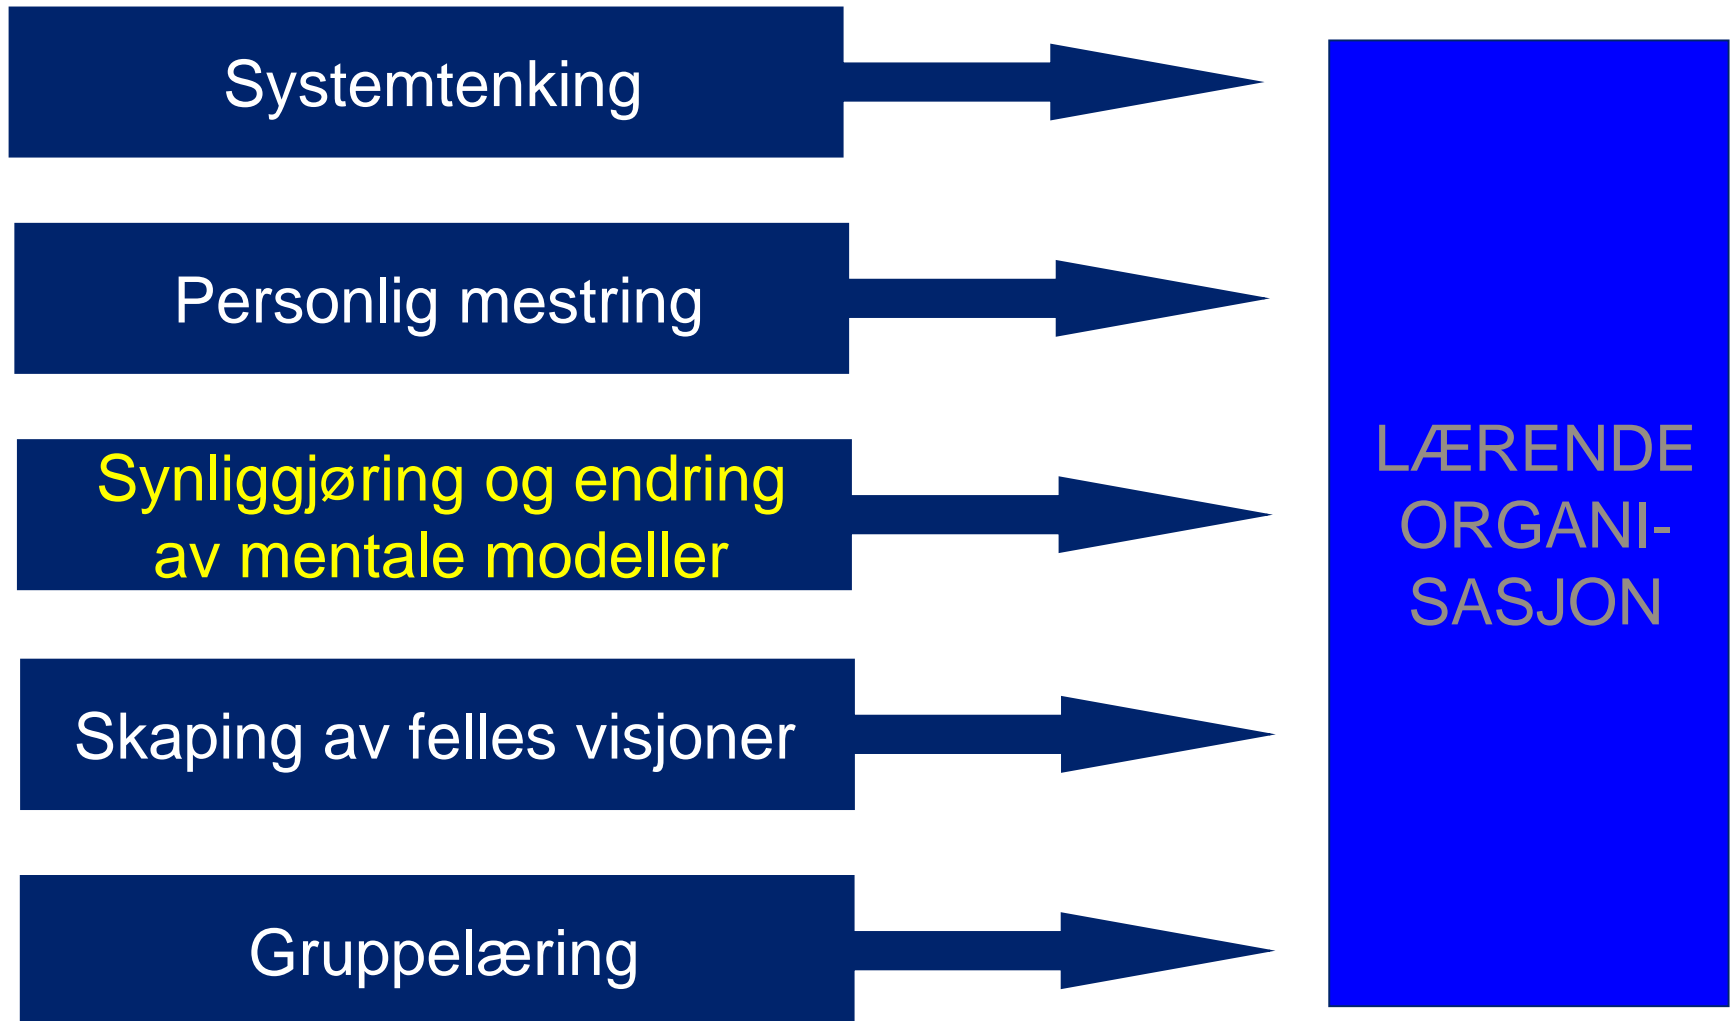 Systemtenking
Personlig mestring
Synliggjøring og endring
av mentale modeller
Skaping av felles visjoner
Gruppelæring
LÆRENDE
ORGANI-
SASJON